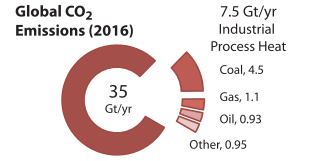 Global CO2
Emissions (2016)
7.5 Gt/yr
Industrial
Process Heat
35
Gt/yr
Coal, 4.5
Gas, 1.1
Oil, 0.93
Other, 0.95